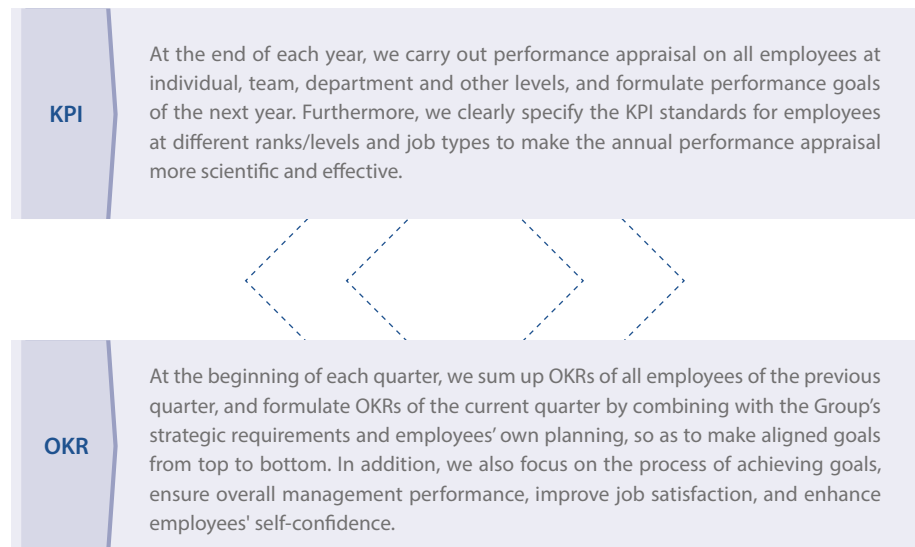 KPI
At the end of each year, we carry out performance appraisal on all employees at
individual, team, department and other levels, and formulate performance goals
of the next year. Furthermore, we clearly specify the KPI standards for employees
at different ranks/levels and job types to make the annual performance appraisal
more scientific and effective.
OKR
At the beginning of each quarter, we sum up OKRs of all employees of the previous
quarter, and formulate OKRs of the current quarter by combining with the Group’s
strategic requirements and employees’ own planning, so as to make aligned goals
from top to bottom. In addition, we also focus on the process of achieving goals,
ensure overall management performance, improve job satisfaction, and enhance
employees' self-confidence.